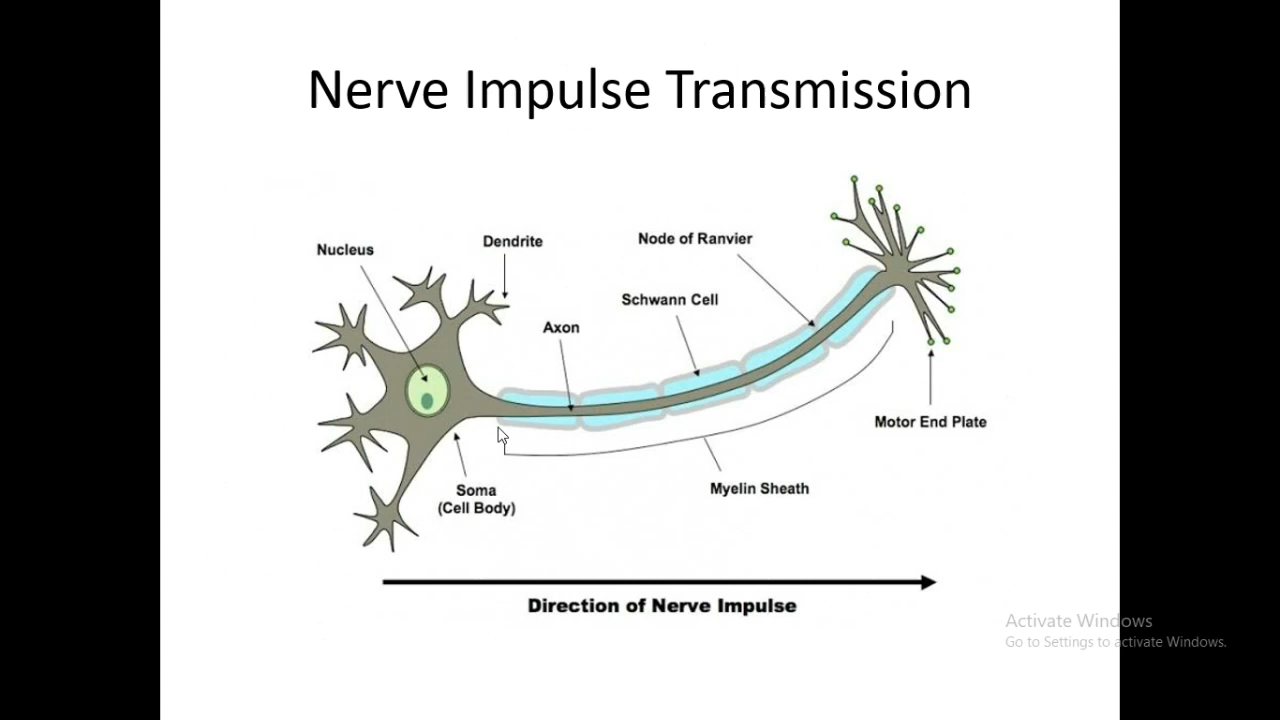 Nerve Impulse Transmission
Nucleus
Dendrite
Node of Ranvier
Schwann Cell
Axon
Motor End Plate
Soma
(Cell Body)
Myelin Sheath
Direction of Nerve Impulse
Activate Windows
Go to Settings to activate Windows.